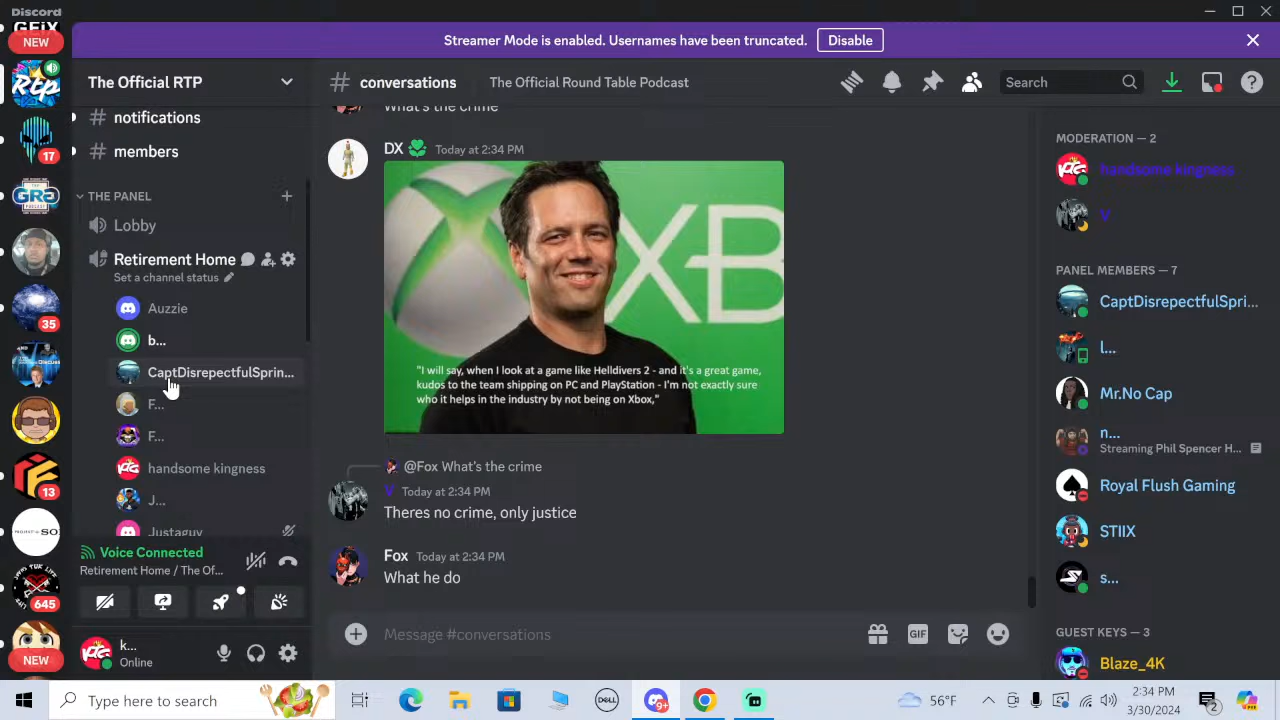 Discord
GFIX
NEW
Streamer Mode is enabled. Usernames have been truncated.
Disable
Rtp
The Official RTP
conversations
The Official Round Table Podcast
Search
notifications
members
17
THE PANEL
GRG
PODCAST
Lobby
Retirement Home
Set a channel status
Auzzie
35
b...
CaptDisrepectfulSprin...
F...
F...
handsome kingness
J...
Justaguy
13
Voice Connected
Retirement Home / The Of...
645
NEW
k...
Online
What's the crime
DX
Today at 2:34 PM
XB
"I will say, when I look at a game like Helldivers 2 - and it's a great game,
kudos to the team shipping on PC and PlayStation - I'm not exactly sure
who it helps in the industry by not being on Xbox,"
@Fox What's the crime
V Today at 2:34 PM
Theres no crime, only justice
Fox Today at 2:34 PM
What he do
Message #conversations
GIF
MODERATION — 2
handsome kingness
V
PANEL MEMBERS — 7
CaptDisrepectfulSpri...
l...
Mr.No Cap
n...
Streaming Phil Spencer H...
Royal Flush Gaming
STIIX
s...
GUEST KEYS — 3
Blaze_4K
Type here to search
DELL
9+
56°F
2:34 PM
3/30/2024
2